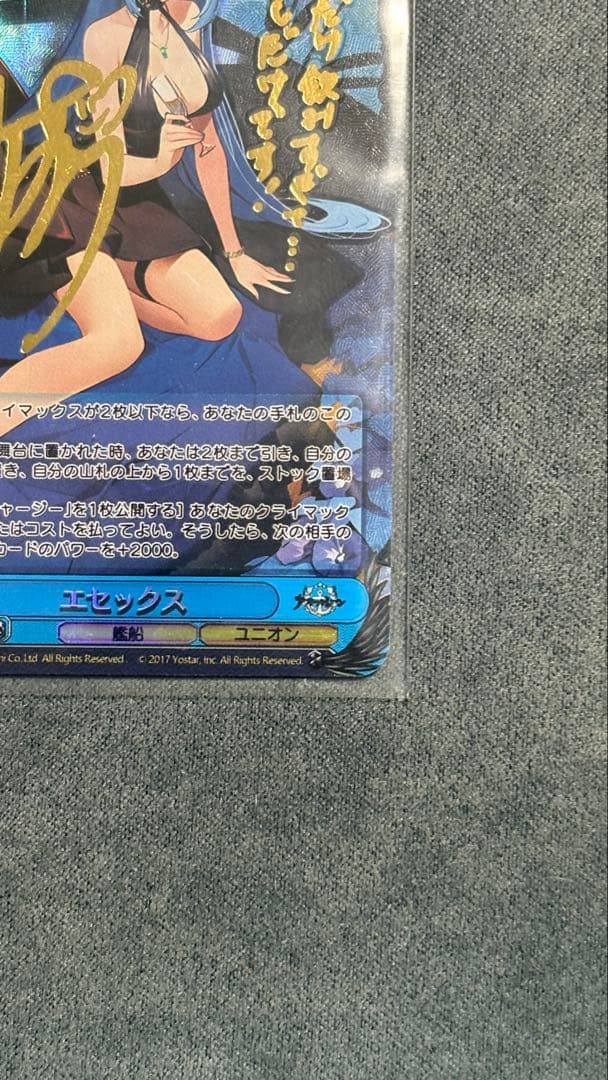 だけ飲みすぎて…
しただけです!
イマックスが2枚以下なら、あなたの手札のこの
舞台に置かれた時、あなたは2枚まで引き、自分の
き、自分の山札の上から1枚までを、ストック置場
ャージー」を1枚公開する］あなたのクライマック
たはコストを払ってよい。そうしたら、次の相手の
カードのパワーを+2000。
エセックス
艦船 ユニオン
i Co.Ltd All Rights Reserved. © 2017 Yostar, Inc. All Rights Reserved.